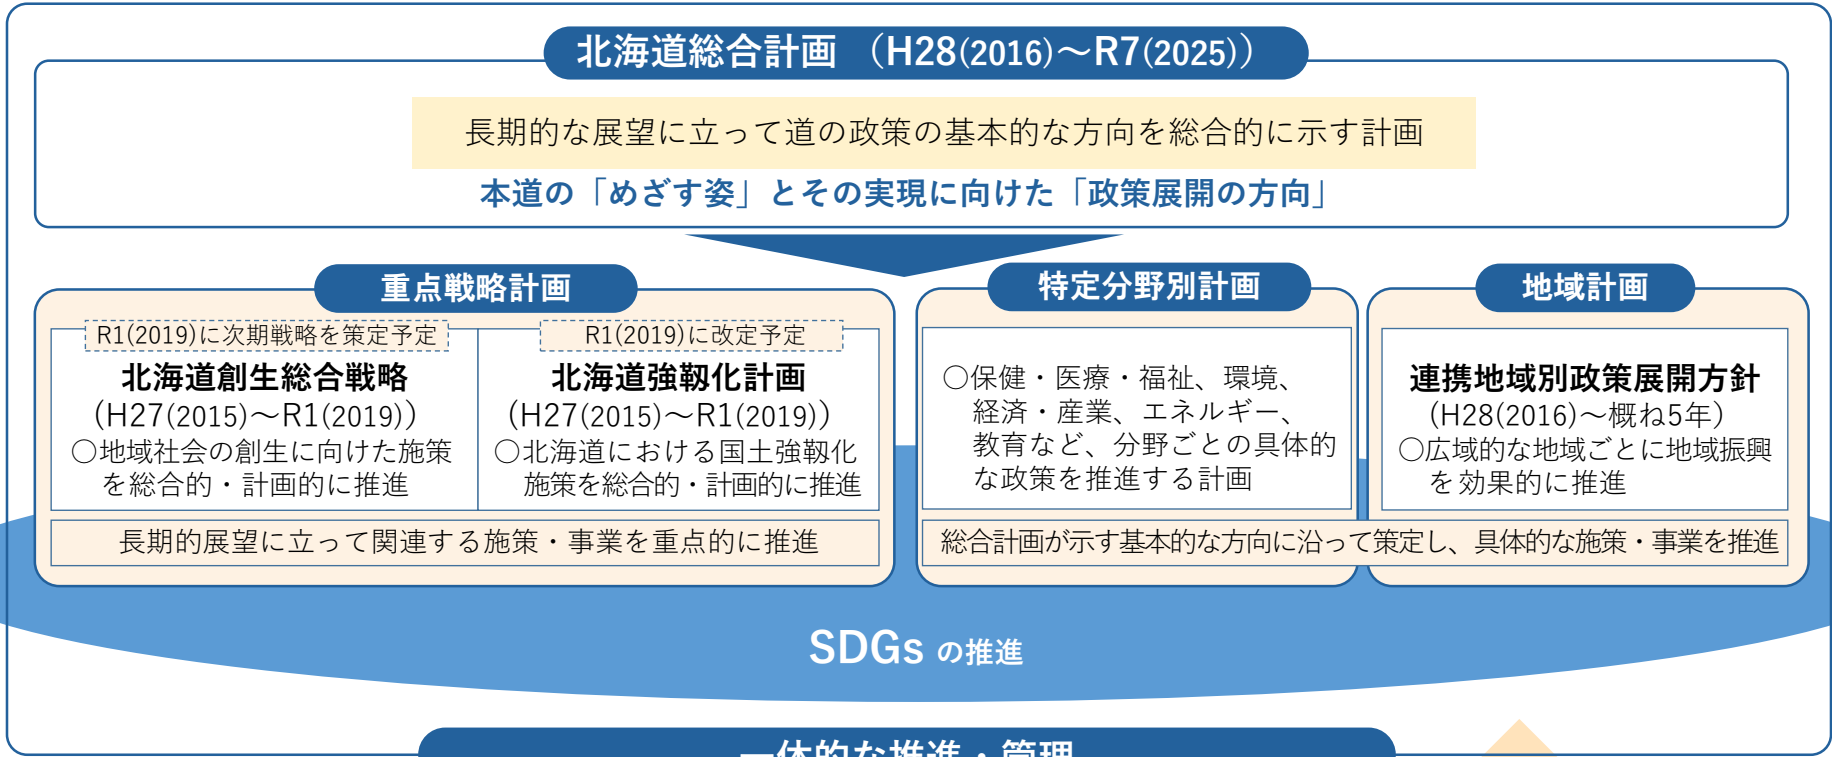 北海道総合計画 （H28(2016)～R7(2025)）
長期的な展望に立って道の政策の基本的な方向を総合的に示す計画
本道の「めざす姿」とその実現に向けた「政策展開の方向」
重点戦略計画
R1(2019)に次期戦略を策定予定
北海道創生総合戦略
（H27(2015)～R1(2019)）
○地域社会の創生に向けた施策
を総合的・計画的に推進
R1(2019)に改定予定
北海道強靱化計画
（H27(2015)～R1(2019)）
○北海道における国土強靱化
施策を総合的・計画的に推進
長期的展望に立って関連する施策・事業を重点的に推進
特定分野別計画
○保健・医療・福祉、環境、
経済・産業、エネルギー、
教育など、分野ごとの具体的
な政策を推進する計画
地域計画
連携地域別政策展開方針
（H28(2016)～概ね5年）
○広域的な地域ごとに地域振興
を効果的に推進
総合計画が示す基本的な方向に沿って策定し、具体的な施策・事業を推進
SDGs の推進
一体的な推進・管理